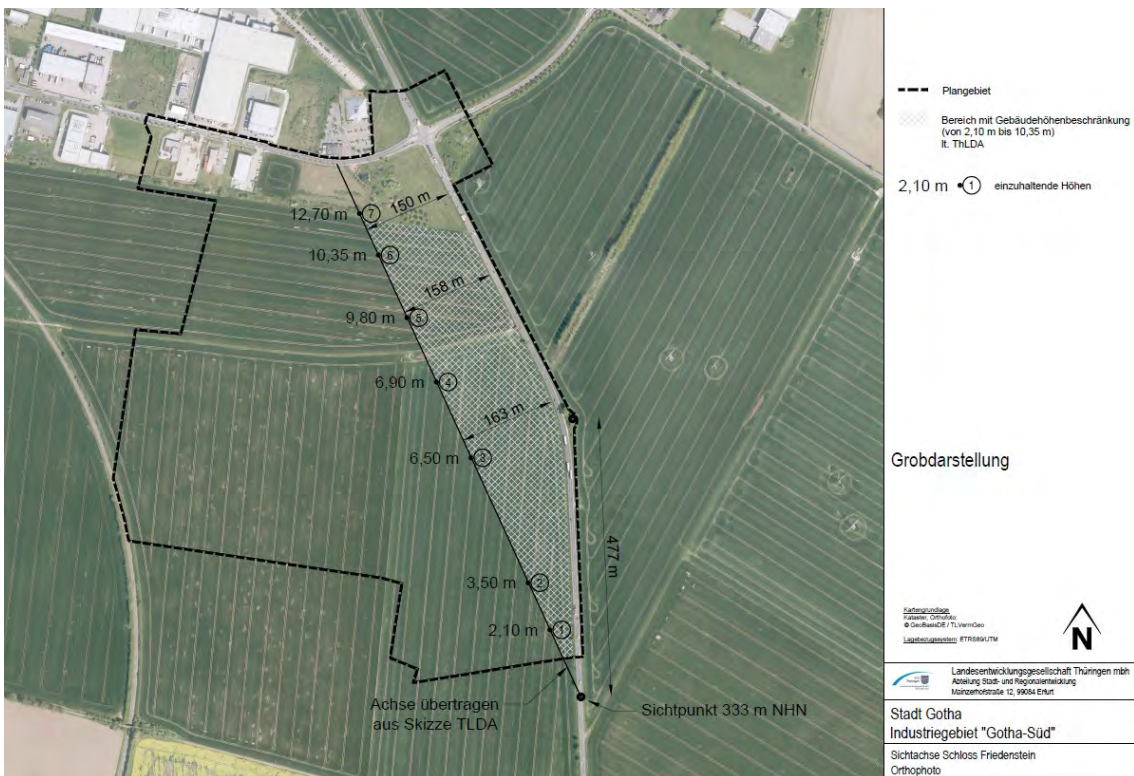 Plangebiet
Bereich mit Gebäudehöhenbeschränkung
(von 2,10 m bis 10,35 m)
lt. ThLDA
2,10 m 1 einzuhaltende Höhen
150 m
12,70 m 7
10,35 m 6
158 m
9,80 m 5
6,90 m 4
163 m
6,50 m 3
477 m
3,50 m 2
2,10 m 1
Achse übertragen
aus Skizze TLDA
Sichtpunkt 333 m NHN
Grobdarstellung
Kartengrundlage
Kataster, Orthofoto:
© GeoBasisDE / TLVermGeo
Lagebezugssystem: ETRS89/UTM
N
Landesentwicklungsgesellschaft Thüringen mbh
Abteilung Stadt- und Regionalentwicklung
Mainzerhofstraße 12, 99084 Erfurt
Stadt Gotha
Industriegebiet "Gotha-Süd"
Sichtachse Schloss Friedenstein
Orthophoto